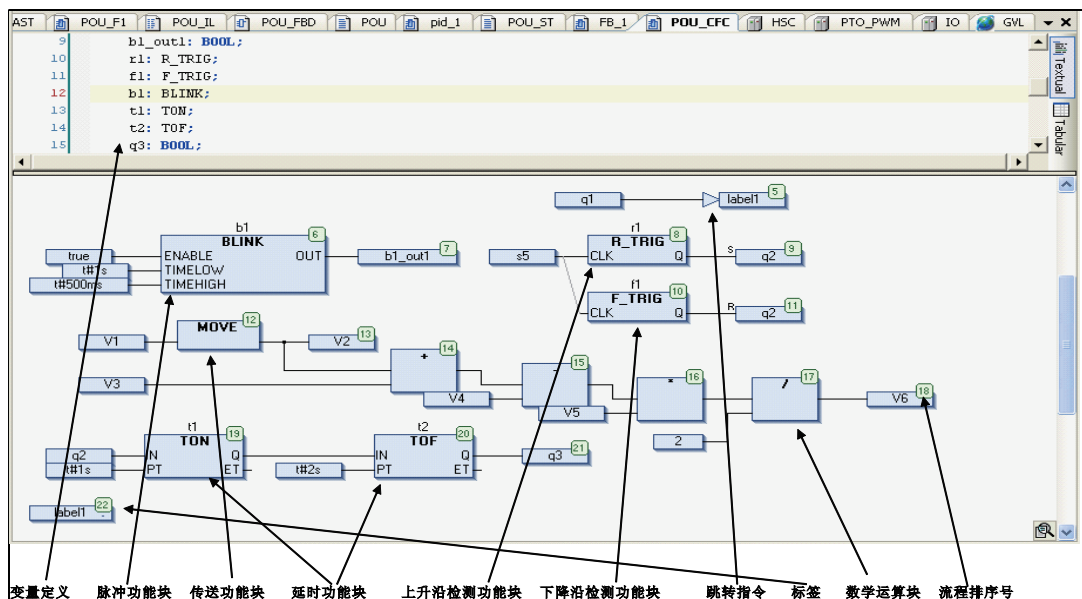 AST POU_F1 POU_IL POU_FBD POU pid_1 POU_ST FB_1 POU_CFC HSC PTO_PWM IO GVL
9 b1_out1: BOOL;
10 r1: R_TRIG;
11 f1: F_TRIG;
12 b1: BLINK;
13 t1: TON;
14 t2: TOF;
15 q3: BOOL;
Textual
Tabular
q1 label1 5
b1
BLINK 6
true ENABLE OUT b1_out1 7
t#1s TIMELOW
t#500ms TIMEHIGH
r1
R_TRIG 8
s5 CLK Q S q2 9
f1
F_TRIG 10
CLK Q R q2 11
MOVE 12
V1 V2 13
+ 14
V3
- 15
V4
* 16
V5
/ 17
2
V6 18
t1
TON 19
q2 IN Q
t#1s PT ET
t2
TOF 20
IN Q q3 21
t#2s PT ET
label1 22
变量定义 脉冲功能块 传送功能块 延时功能块 上升沿检测功能块 下降沿检测功能块 跳转指令 标签 数学运算块 流程排序号